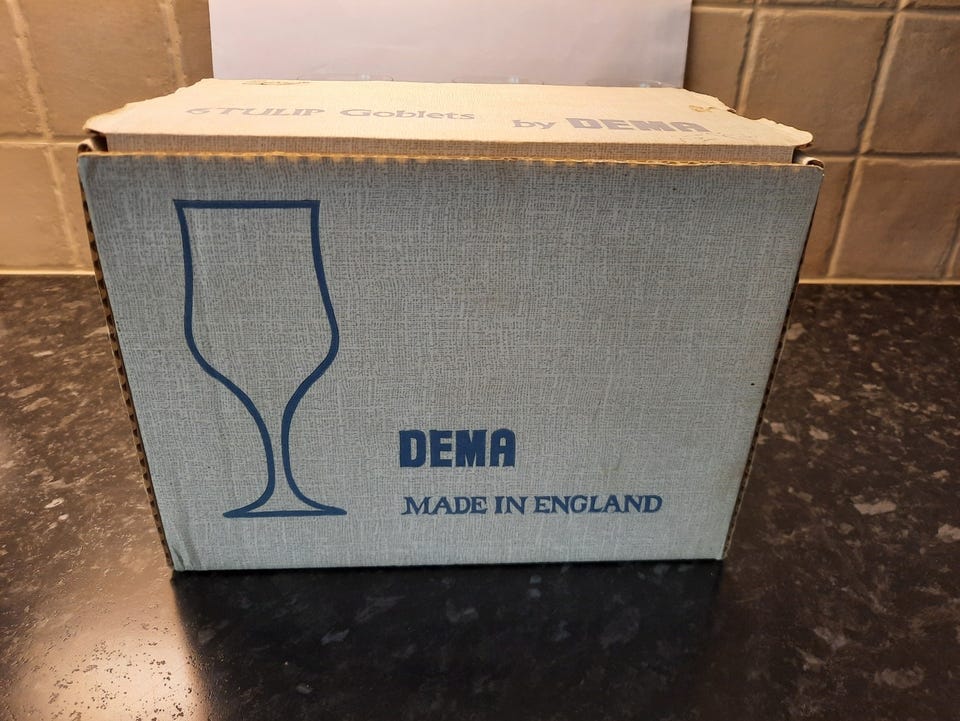 6 TULIP Goblets by DEMA
DEMA
MADE IN ENGLAND